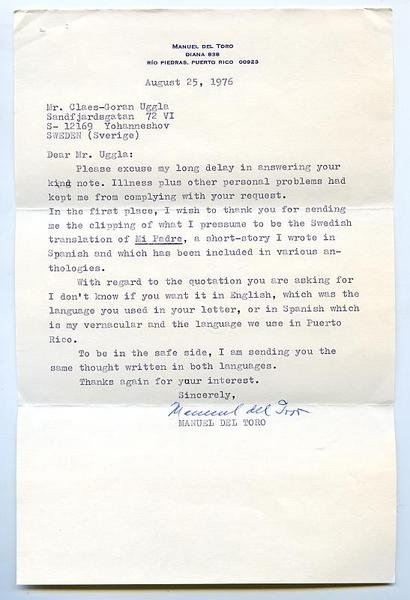 MANUEL DEL TORO
DIANA 838
RÍO PIEDRAS, PUERTO RICO 00923
August 25, 1976
Mr. Claes-Goran Uggla
Sandfjardsgatan 72 VI
S- 12169 Yohanneshov
SWEDEN (Sverige)
Dear Mr. Uggla:
Please excuse my long delay in answering your
kind note. Illness plus other personal problems had
kept me from complying with your request.
In the first place, I wish to thank you for sending
me the clipping of what I pressume to be the Swedish
translation of Mi Padre, a short-story I wrote in
Spanish and which has been included in various an-
thologies.
With regard to the quotation you are asking for
I don't know if you want it in English, which was the
language you used in your letter, or in Spanish which
is my vernacular and the language we use in Puerto
Rico.
To be in the safe side, I am sending you the
same thought written in both languages.
Thanks again for your interest.
Sincerely,
Manuel del Toro
MANUEL DEL TORO